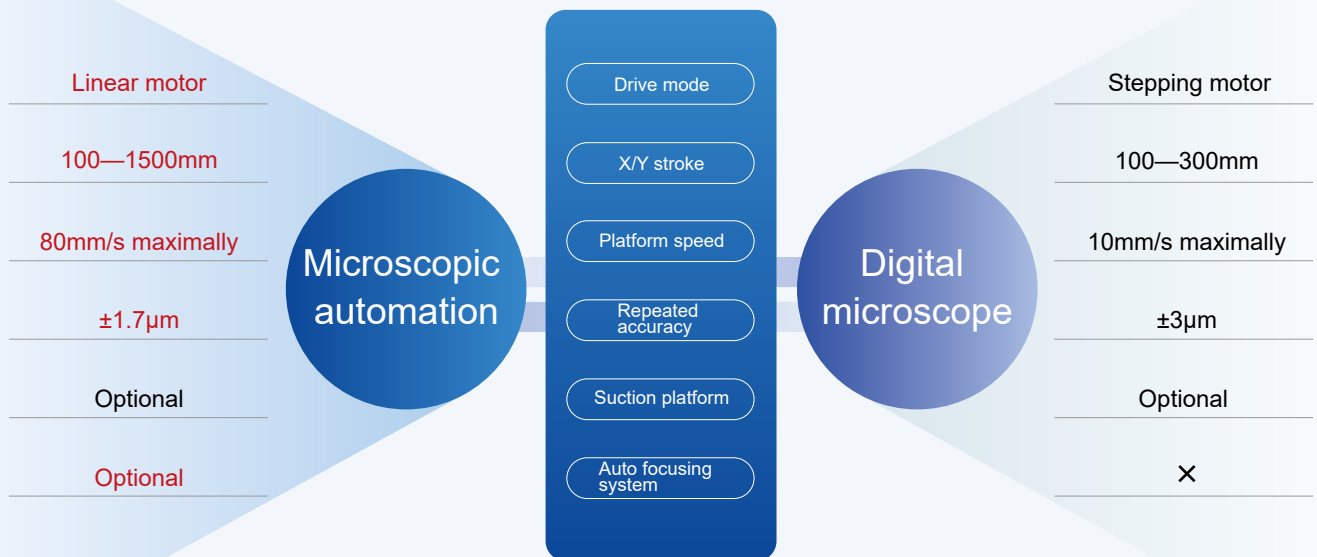 Linear motor
100—1500mm
80mm/s maximally
±1.7μm
Optional
Optional
Microscopic
automation
Drive mode
X/Y stroke
Platform speed
Repeated
accuracy
Suction platform
Auto focusing
system
Digital
microscope
Stepping motor
100—300mm
10mm/s maximally
±3μm
Optional
×